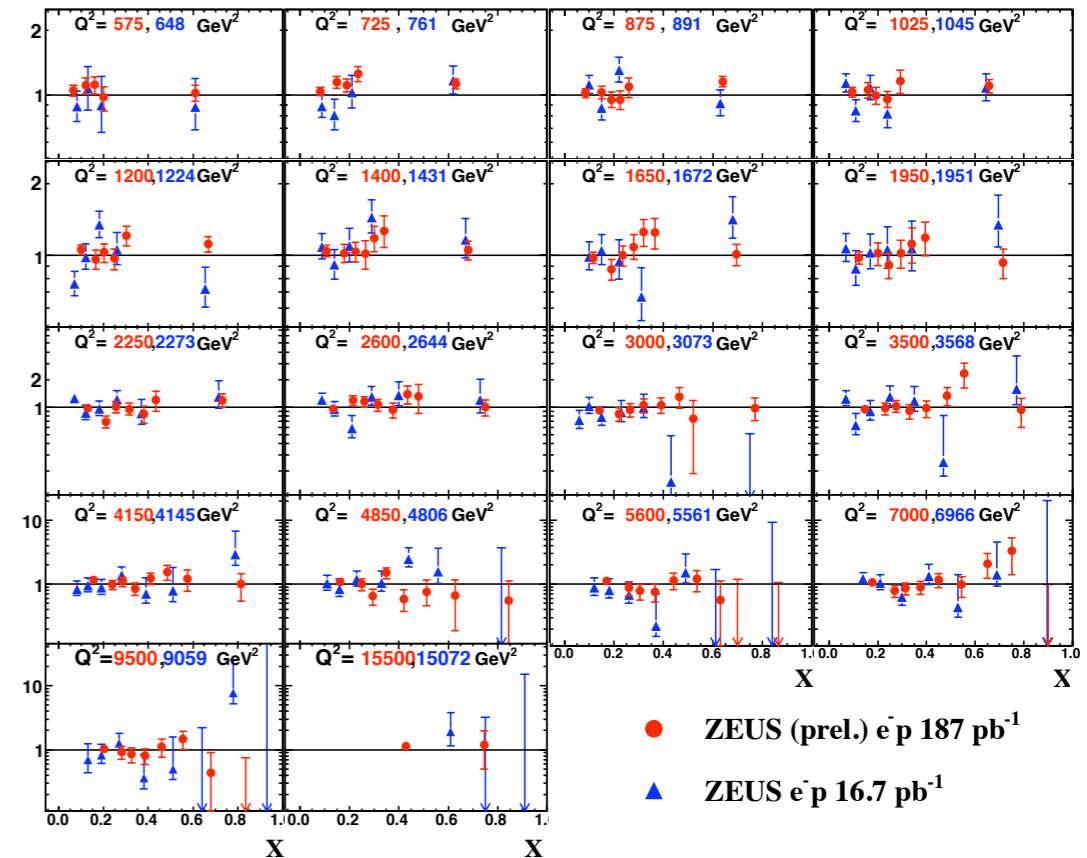 Q² = 575, 648 GeV²
Q² = 725 , 761 GeV²
Q² = 875 , 891 GeV²
Q² = 1025,1045 GeV²
2
1
Q² = 1200,1224 GeV²
Q² = 1400,1431 GeV²
Q² = 1650,1672 GeV²
Q² = 1950,1951 GeV²
2
1
Q² = 2250,2273 GeV²
Q² = 2600,2644 GeV²
Q² = 3000,3073 GeV²
Q² = 3500,3568 GeV²
2
1
Q² = 4150,4145 GeV²
Q² = 4850,4806 GeV²
Q² = 5600,5561 GeV²
Q² = 7000,6966 GeV²
10
1
0.0 0.2 0.4 0.6 0.8 1.0
0.0 0.2 0.4 0.6 0.8 1.0
X
X
Q²=9500,9059 GeV²
Q² = 15500,15072 GeV²
10
1
0.0 0.2 0.4 0.6 0.8 1.
0.0 0.2 0.4 0.6 0.8 1.0
X
X
ZEUS (prel.) e⁻p 187 pb⁻¹
ZEUS e⁻p 16.7 pb⁻¹